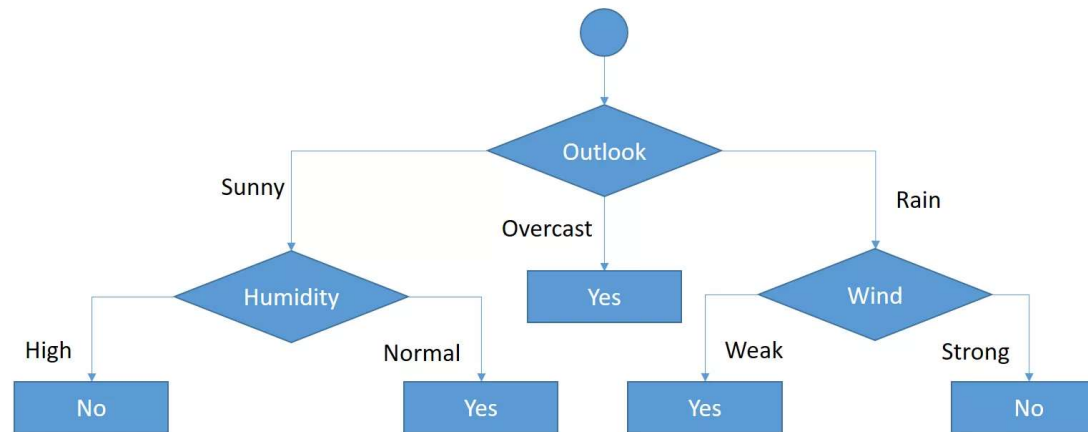 Outlook
Sunny
Rain
Overcast
Humidity
Yes
Wind
High
Normal
Weak
Strong
No
Yes
Yes
No